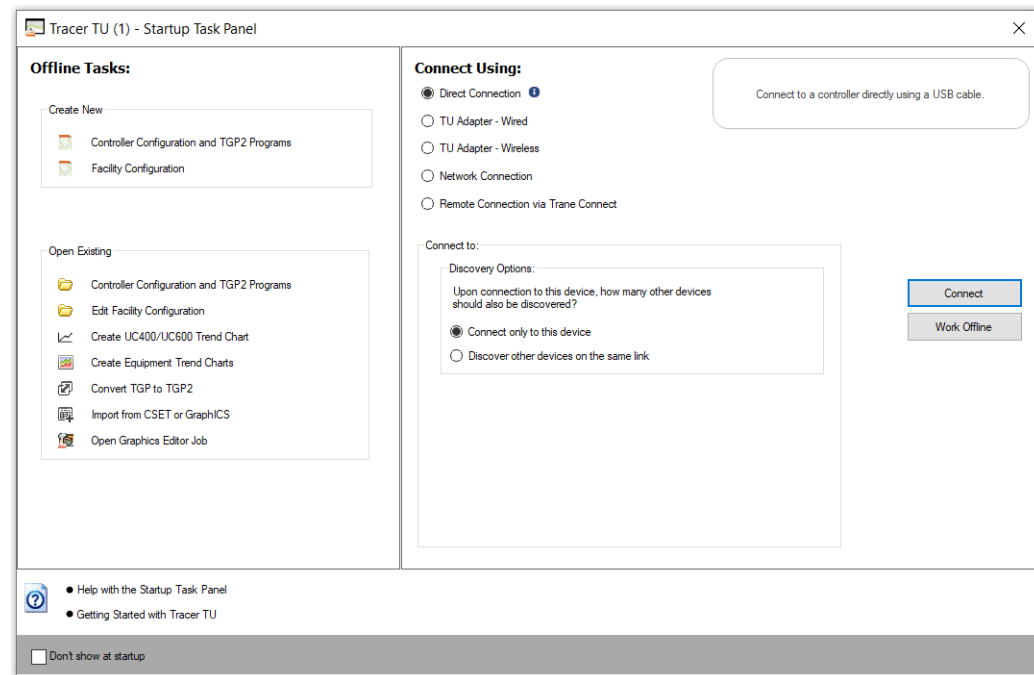 Tracer TU (1) - Startup Task Panel
Offline Tasks:
Create New
Controller Configuration and TGP2 Programs
Facility Configuration
Open Existing
Controller Configuration and TGP2 Programs
Edit Facility Configuration
Create UC400/UC600 Trend Chart
Create Equipment Trend Charts
Convert TGP to TGP2
Import from CSET or GraphICS
Open Graphics Editor Job
Connect Using:
Direct Connection
TU Adapter - Wired
TU Adapter - Wireless
Network Connection
Remote Connection via Trane Connect
Connect to a controller directly using a USB cable.
Connect to:
Discovery Options:
Upon connection to this device, how many other devices
should also be discovered?
Connect only to this device
Discover other devices on the same link
Connect
Work Offline
Help with the Startup Task Panel
Getting Started with Tracer TU
Don't show at startup